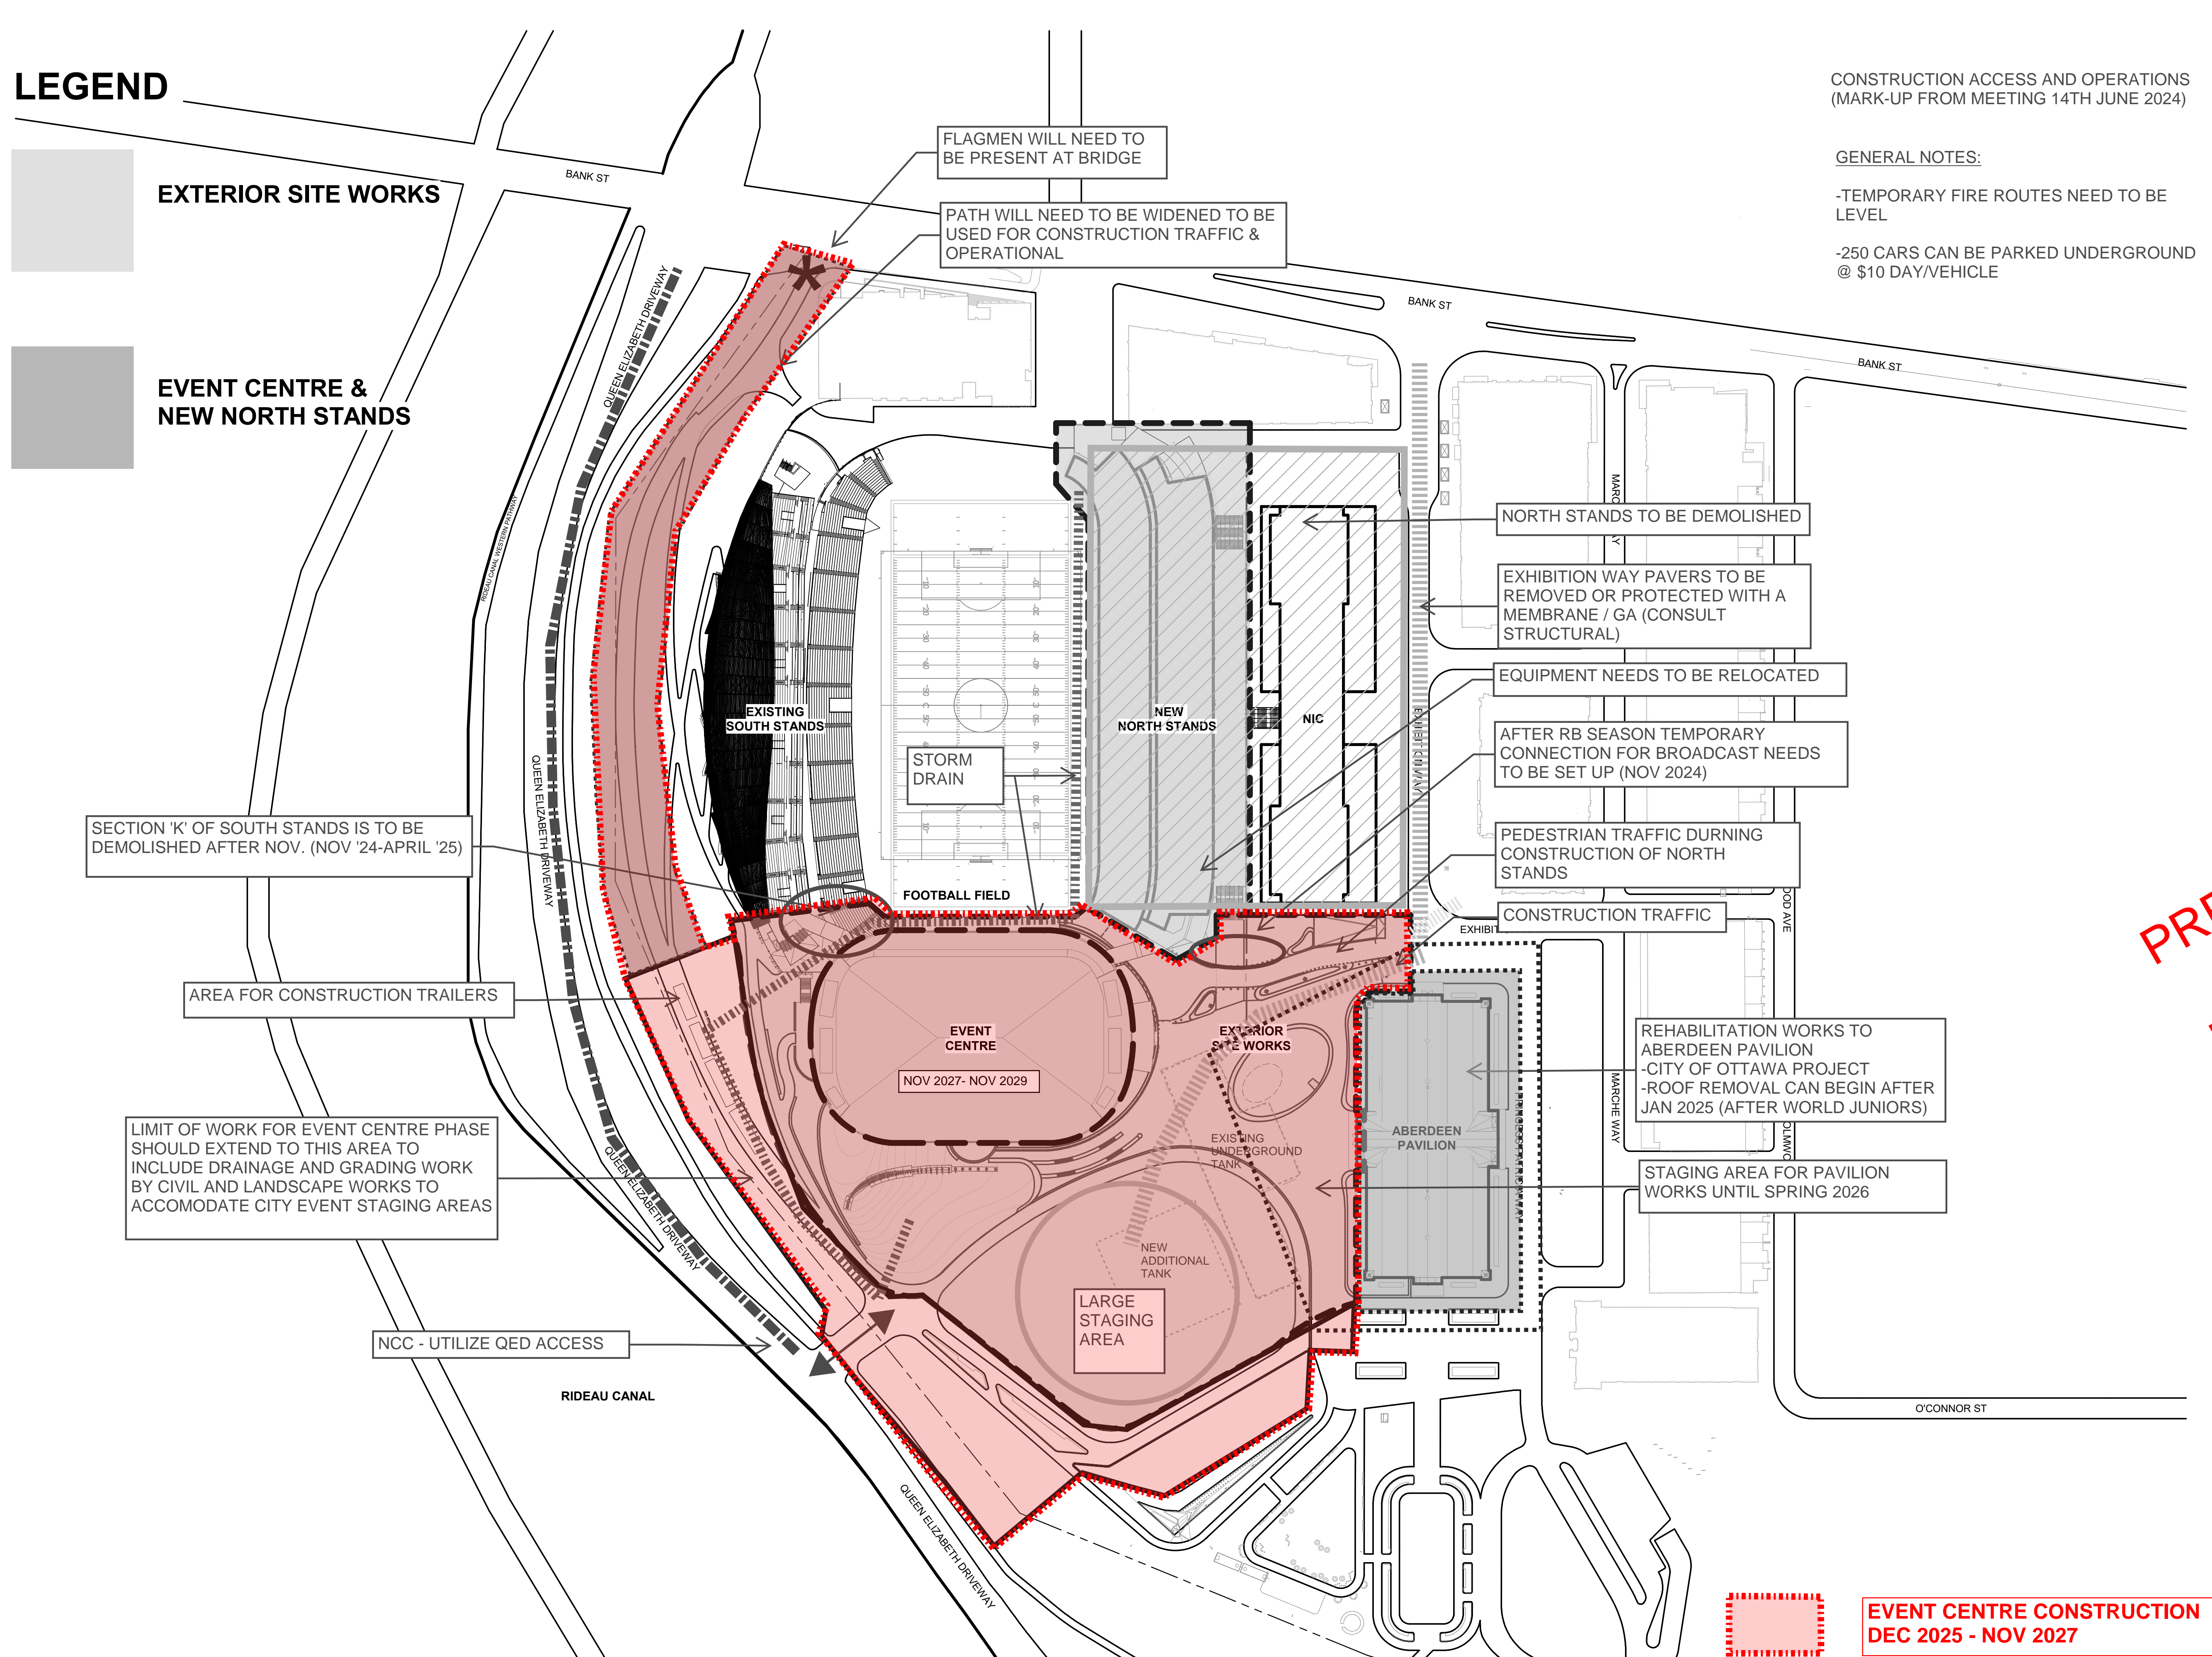 LEGEND
EXTERIOR SITE WORKS
EVENT CENTRE &
NEW NORTH STANDS
CONSTRUCTION ACCESS AND OPERATIONS
(MARK-UP FROM MEETING 14TH JUNE 2024)
GENERAL NOTES:
-TEMPORARY FIRE ROUTES NEED TO BE
LEVEL
-250 CARS CAN BE PARKED UNDERGROUND
@ $10 DAY/VEHICLE
FLAGMEN WILL NEED TO
BE PRESENT AT BRIDGE
PATH WILL NEED TO BE WIDENED TO BE
USED FOR CONSTRUCTION TRAFFIC &
OPERATIONAL
BANK ST
BANK ST
BANK ST
QUEEN ELIZABETH DRIVEWAY
RIDEAU CANAL WESTERN PATHWAY
QUEEN ELIZABETH DRIVEWAY
NORTH STANDS TO BE DEMOLISHED
EXHIBITION WAY PAVERS TO BE
REMOVED OR PROTECTED WITH A
MEMBRANE / GA (CONSULT
STRUCTURAL)
EQUIPMENT NEEDS TO BE RELOCATED
AFTER RB SEASON TEMPORARY
CONNECTION FOR BROADCAST NEEDS
TO BE SET UP (NOV 2024)
PEDESTRIAN TRAFFIC DURNING
CONSTRUCTION OF NORTH
STANDS
CONSTRUCTION TRAFFIC
EXISTING
SOUTH STANDS
NEW
NORTH STANDS
NIC
STORM
DRAIN
FOOTBALL FIELD
SECTION 'K' OF SOUTH STANDS IS TO BE
DEMOLISHED AFTER NOV. (NOV '24-APRIL '25)
AREA FOR CONSTRUCTION TRAILERS
EVENT
CENTRE
NOV 2027- NOV 2029
EXTERIOR
SITE WORKS
REHABILITATION WORKS TO
ABERDEEN PAVILION
-CITY OF OTTAWA PROJECT
-ROOF REMOVAL CAN BEGIN AFTER
JAN 2025 (AFTER WORLD JUNIORS)
MARCHE WAY
LIMIT OF WORK FOR EVENT CENTRE PHASE
SHOULD EXTEND TO THIS AREA TO
INCLUDE DRAINAGE AND GRADING WORK
BY CIVIL AND LANDSCAPE WORKS TO
ACCOMODATE CITY EVENT STAGING AREAS
EXISTING
UNDERGROUND
TANK
ABERDEEN
PAVILION
STAGING AREA FOR PAVILION
WORKS UNTIL SPRING 2026
QUEEN ELIZABETH DRIVEWAY
NEW
ADDITIONAL
TANK
LARGE
STAGING
AREA
NCC - UTILIZE QED ACCESS
RIDEAU CANAL
O'CONNOR ST
QUEEN ELIZABETH DRIVEWAY
EVENT CENTRE CONSTRUCTION
DEC 2025 - NOV 2027